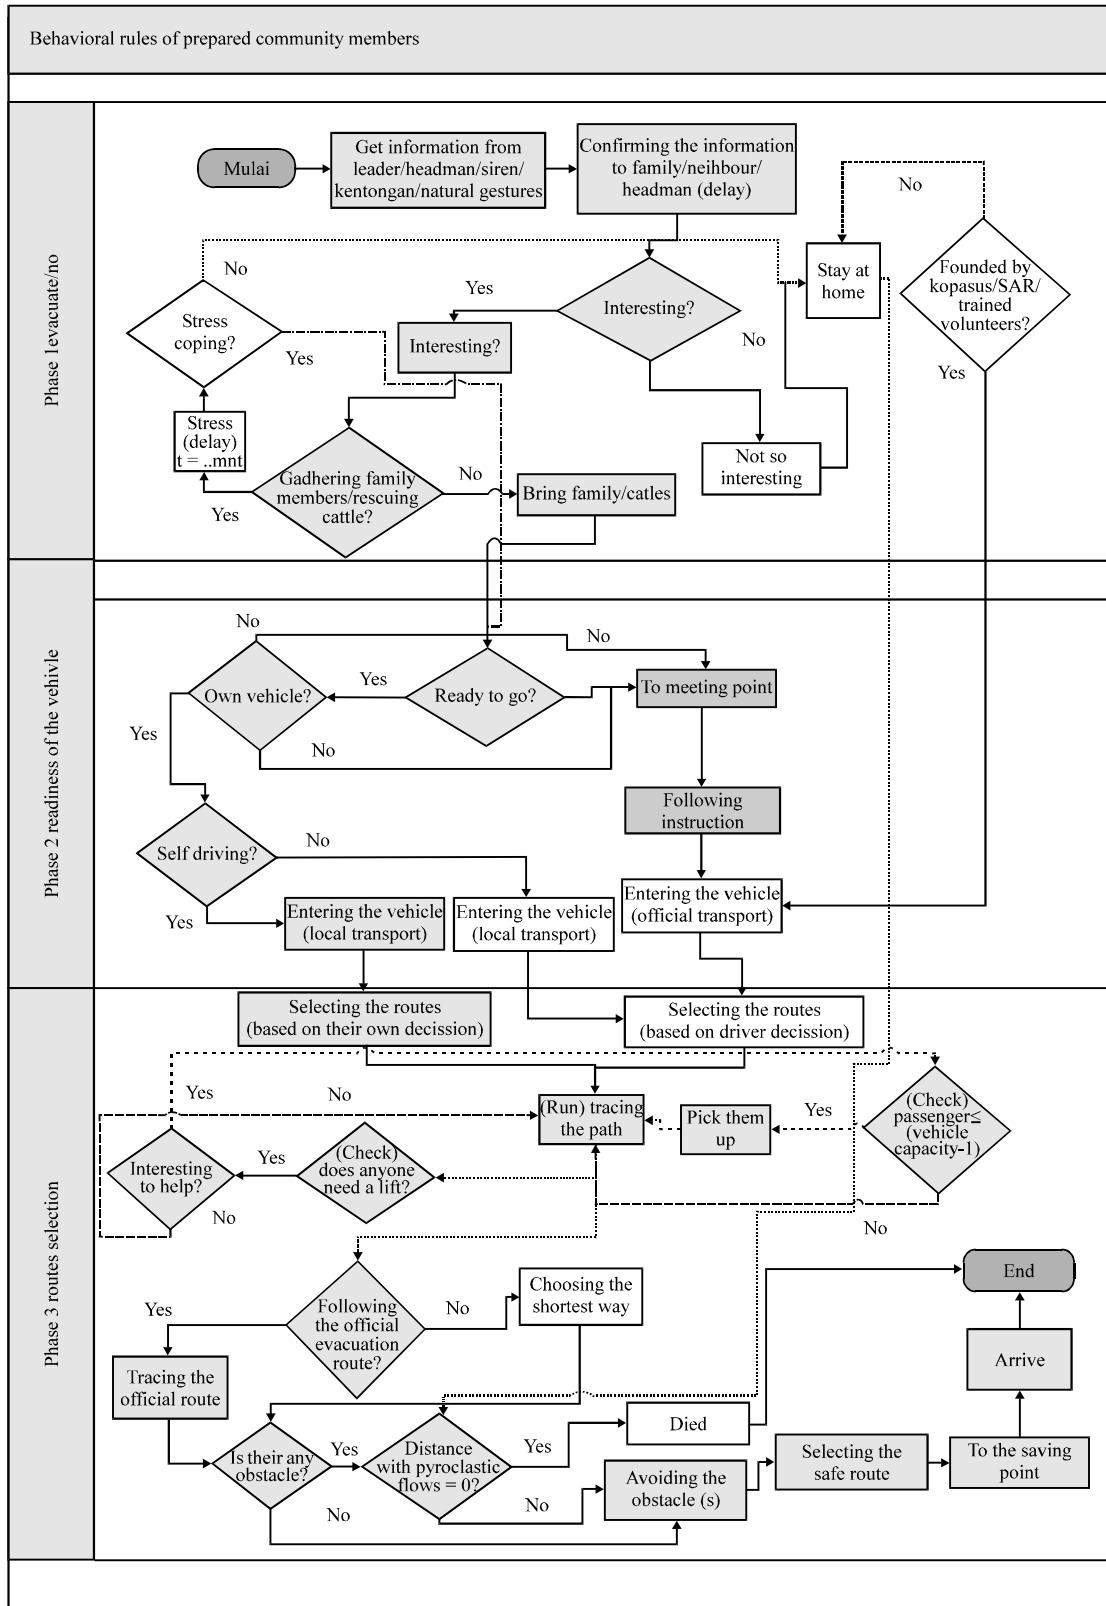 Behavioral rules of prepared community members
Phase 1evacuate/no
Mulai
Get information from
leader/headman/siren/
kentongan/natural gestures
Confirming the information
to family/neihbour/
headman (delay)
No
Stay at
home
Founded by
kopasus/SAR/
trained
volunteers?
Yes
No
Stress
coping?
Yes
Yes
Interesting?
Interesting?
No
Stress
(delay)
t = ..mnt
Not so
interesting
Gadhering family
members/rescuing
cattle?
Yes
No
Bring family/catles
Phase 2 readiness of the vehivle
No
No
Own vehicle?
Yes
Ready to go?
To meeting point
Yes
No
Following
instruction
Self driving?
No
Yes
Entering the vehicle
(local transport)
Entering the vehicle
(local transport)
Entering the vehicle
(official transport)
Phase 3 routes selection
Selecting the routes
(based on their own decission)
Selecting the routes
(based on driver decission)
Yes
No
(Run) tracing
the path
Pick them
up
Yes
(Check)
passenger≤
(vehicle
capacity-1)
Interesting
to help?
Yes
(Check)
does anyone
need a lift?
No
No
End
Following
the official
evacuation
route?
Yes
No
Choosing the
shortest way
Arrive
Tracing the
official route
Is their any
obstacle?
Yes
Distance
with pyroclastic
flows = 0?
Yes
Died
No
No
Avoiding the
obstacle (s)
Selecting the
safe route
To the saving
point